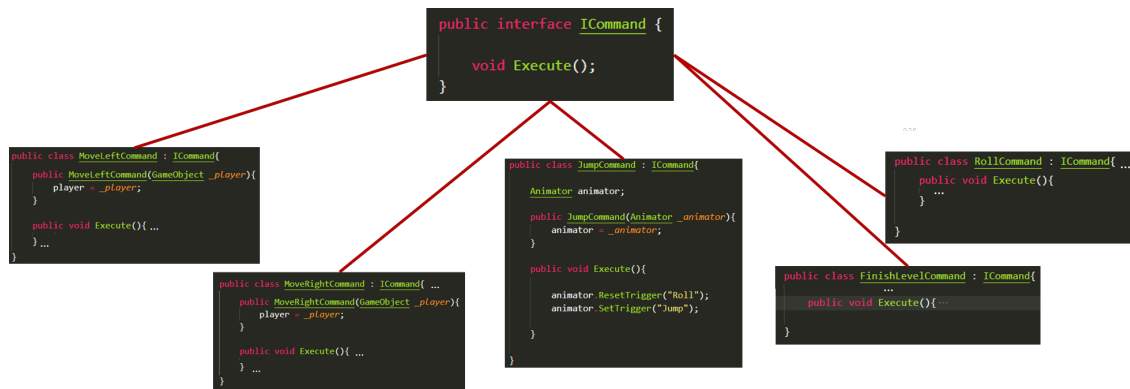 public interface ICommand {
void Execute();
}
public class MoveLeftCommand : ICommand{
public MoveLeftCommand(GameObject _player){
player = _player;
}
public void Execute(){ ...
} ...
}
public class MoveRightCommand : ICommand{ ...
public MoveRightCommand(GameObject _player){
player = _player;
}
public void Execute(){ ...
} ...
}
public class JumpCommand : ICommand{
Animator animator;
public JumpCommand(Animator _animator){
animator = _animator;
}
public void Execute(){
animator.ResetTrigger("Roll");
animator.SetTrigger("Jump");
}
}
public class RollCommand : ICommand{ ...
public void Execute(){
...
}
}
public class FinishLevelCommand : ICommand{
...
public void Execute(){ ...
}